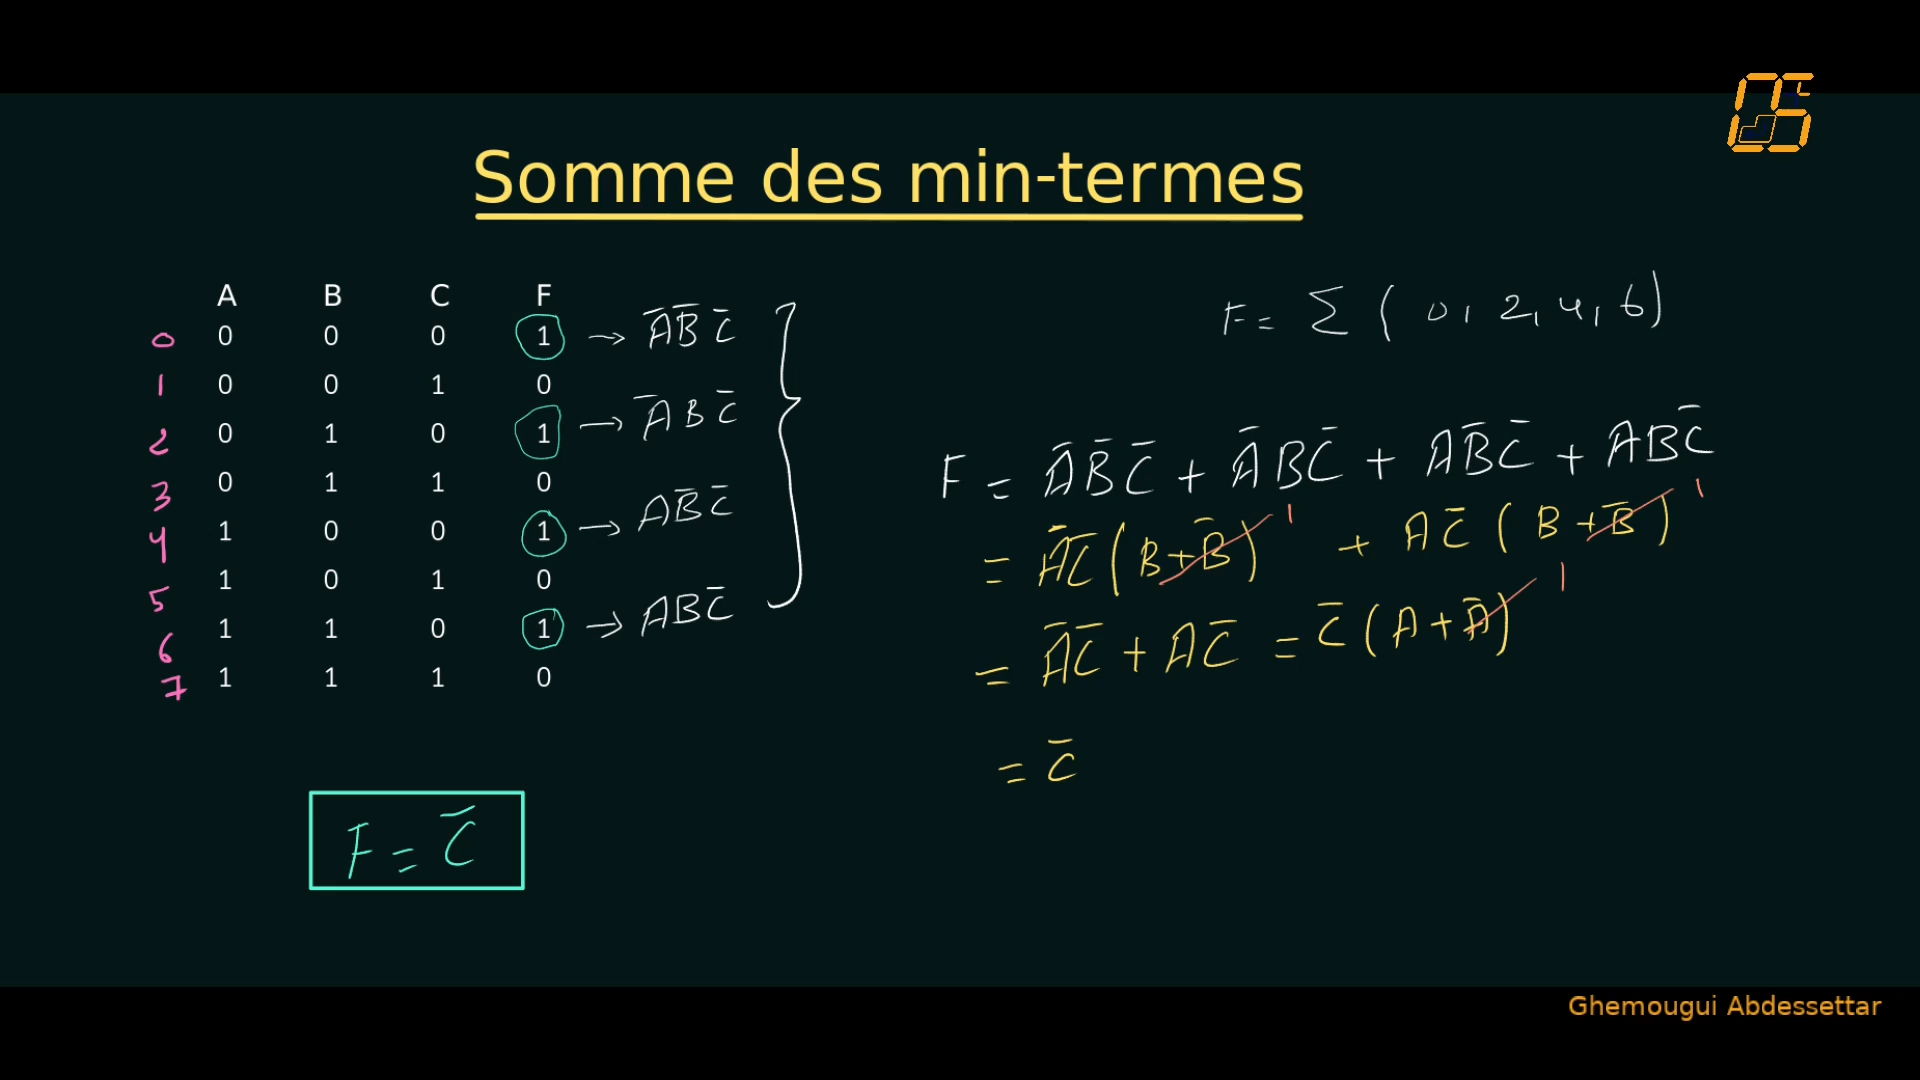 Somme des min-termes
A B C F
0 0 0 0 1 → A̅B̅C̅
1 0 0 1 0
2 0 1 0 1 → A̅BC̅
3 0 1 1 0
4 1 0 0 1 → AB̅C̅
5 1 0 1 0
6 1 1 0 1 → ABC̅
7 1 1 1 0
F = C̅
F = Σ ( 0, 2, 4, 6)
F = A̅B̅C̅ + A̅BC̅ + AB̅C̅ + ABC̅
= A̅C̅ (B+B̅) 1 + AC̅ ( B+B̅) 1
= A̅C̅ + AC̅ = C̅ (A+A̅) 1
= C̅
Ghemougui Abdessettar